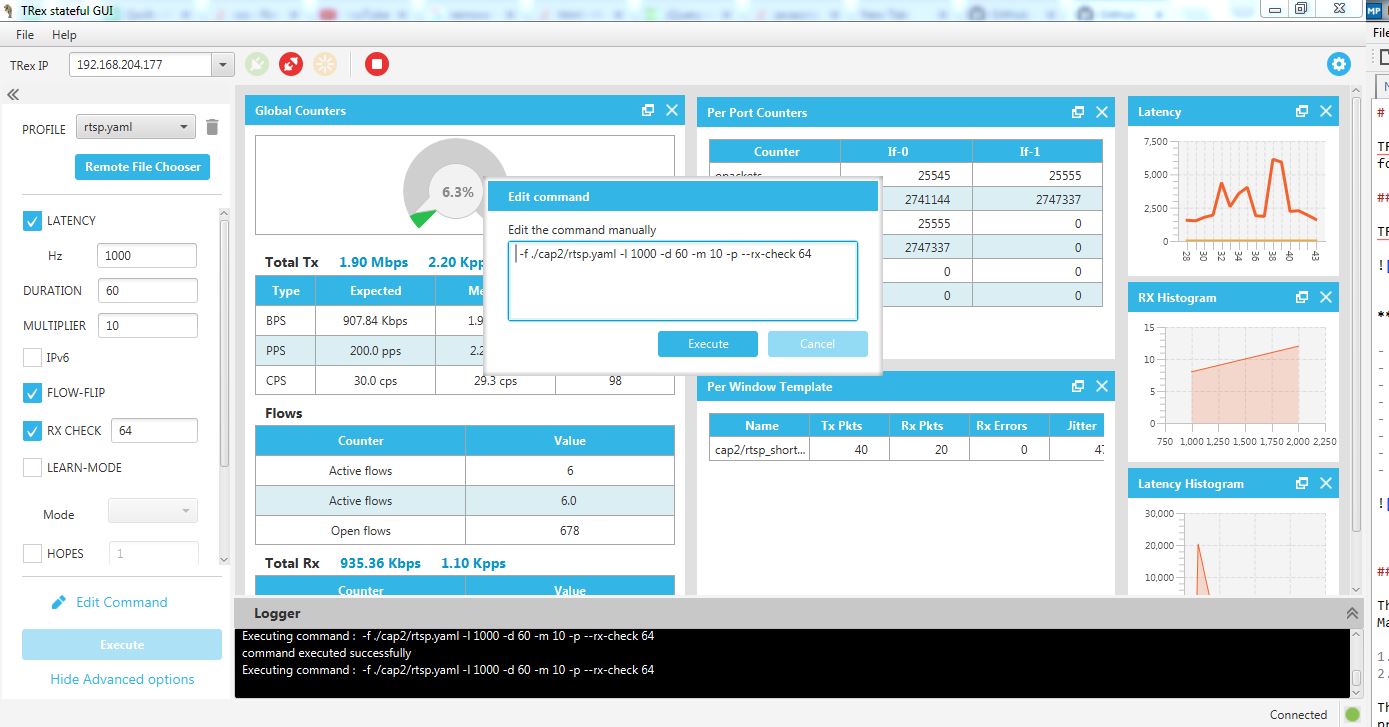 TRex stateful GUI
File Help
TRex IP 192.168.204.177
PROFILE rtsp.yaml
Remote File Chooser
LATENCY
Hz 1000
DURATION 60
MULTIPLIER 10
IPv6
FLOW-FLIP
RX CHECK 64
LEARN-MODE
Mode
HOPES 1
Edit Command
Execute
Hide Advanced options
Global Counters
6.3%
Total Tx 1.90 Mbps 2.20 Kpp
Type Expected Me
BPS 907.84 Kbps 1.9
PPS 200.0 pps 2.2
CPS 30.0 cps 29.3 cps 98
Flows
Counter Value
Active flows 6
Active flows 6.0
Open flows 678
Total Rx 935.36 Kbps 1.10 Kpps
Counter Value
Per Port Counters
Counter If-0 If-1
opackets 25545 25555
2741144 2747337
25555 0
2747337 0
0 0
0 0
Edit command
Edit the command manually
-f ./cap2/rtsp.yaml -l 1000 -d 60 -m 10 -p --rx-check 64
Execute Cancel
Per Window Template
Name Tx Pkts Rx Pkts Rx Errors Jitter
cap2/rtsp_short... 40 20 0 47
Latency
7,500
5,000
2,500
0
28 30 32 34 36 38 40 43
RX Histogram
15
10
5
0
750 1,000 1,250 1,500 1,750 2,000 2,250
Latency Histogram
30,000
20,000
10,000
Logger
Executing command : -f ./cap2/rtsp.yaml -l 1000 -d 60 -m 10 -p --rx-check 64
command executed successfully
Executing command : -f ./cap2/rtsp.yaml -l 1000 -d 60 -m 10 -p --rx-check 64
Connected
MP
File
#
TR
fo
##
TR
![
**
-
-
-
-
-
-
-
![
##
Th
Ma
1.
2.
Th